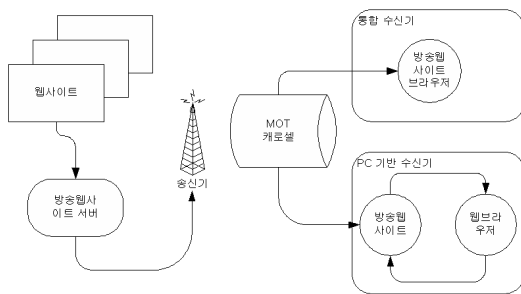 웹사이트
방송웹사
이트 서버
송신기
MOT
캐로셀
통합 수신기
방송웹
사이트
브라우저
PC 기반 수신기
방송웹
사이트
웹브라
우저